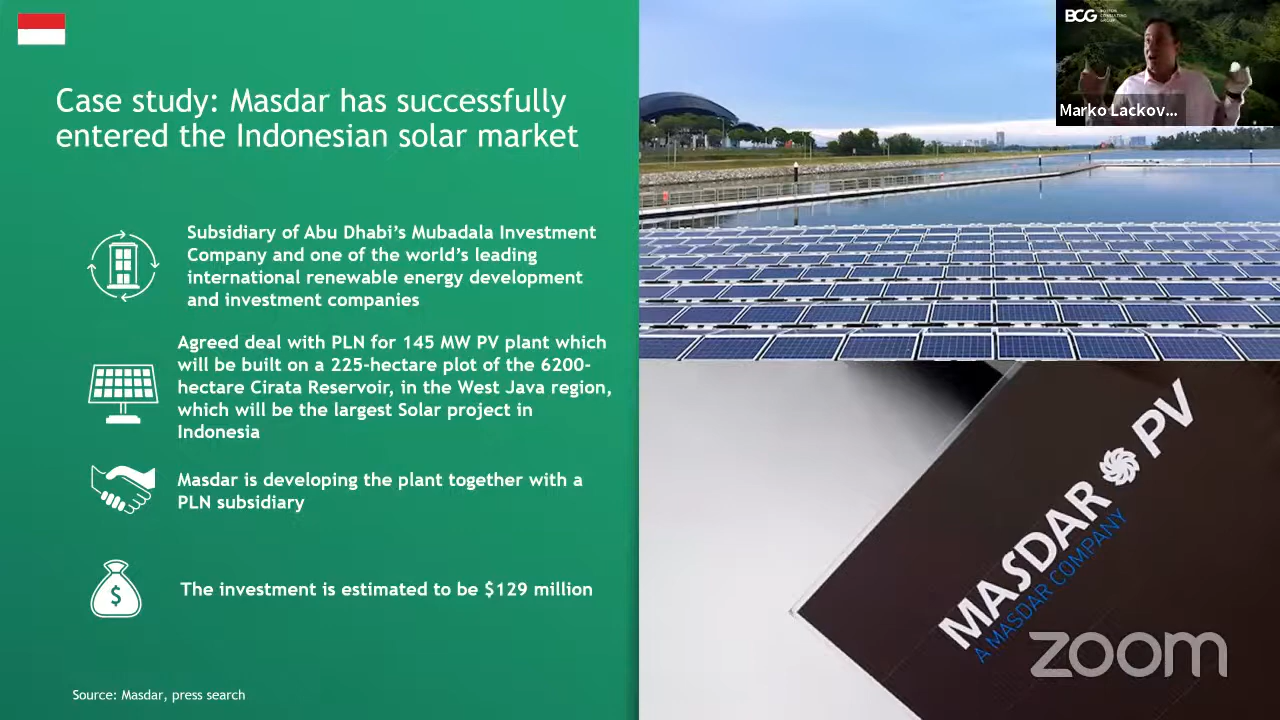 Case study: Masdar has successfully
entered the Indonesian solar market
Subsidiary of Abu Dhabi’s Mubadala Investment
Company and one of the world’s leading
international renewable energy development
and investment companies
Agreed deal with PLN for 145 MW PV plant which
will be built on a 225-hectare plot of the 6200-
hectare Cirata Reservoir, in the West Java region,
which will be the largest Solar project in
Indonesia
Masdar is developing the plant together with a
PLN subsidiary
$
The investment is estimated to be $129 million
Source: Masdar, press search
BCG
BOSTON
CONSULTING
GROUP
Marko Lackov...
MASDAR PV
A MASDAR COMPANY
zoom